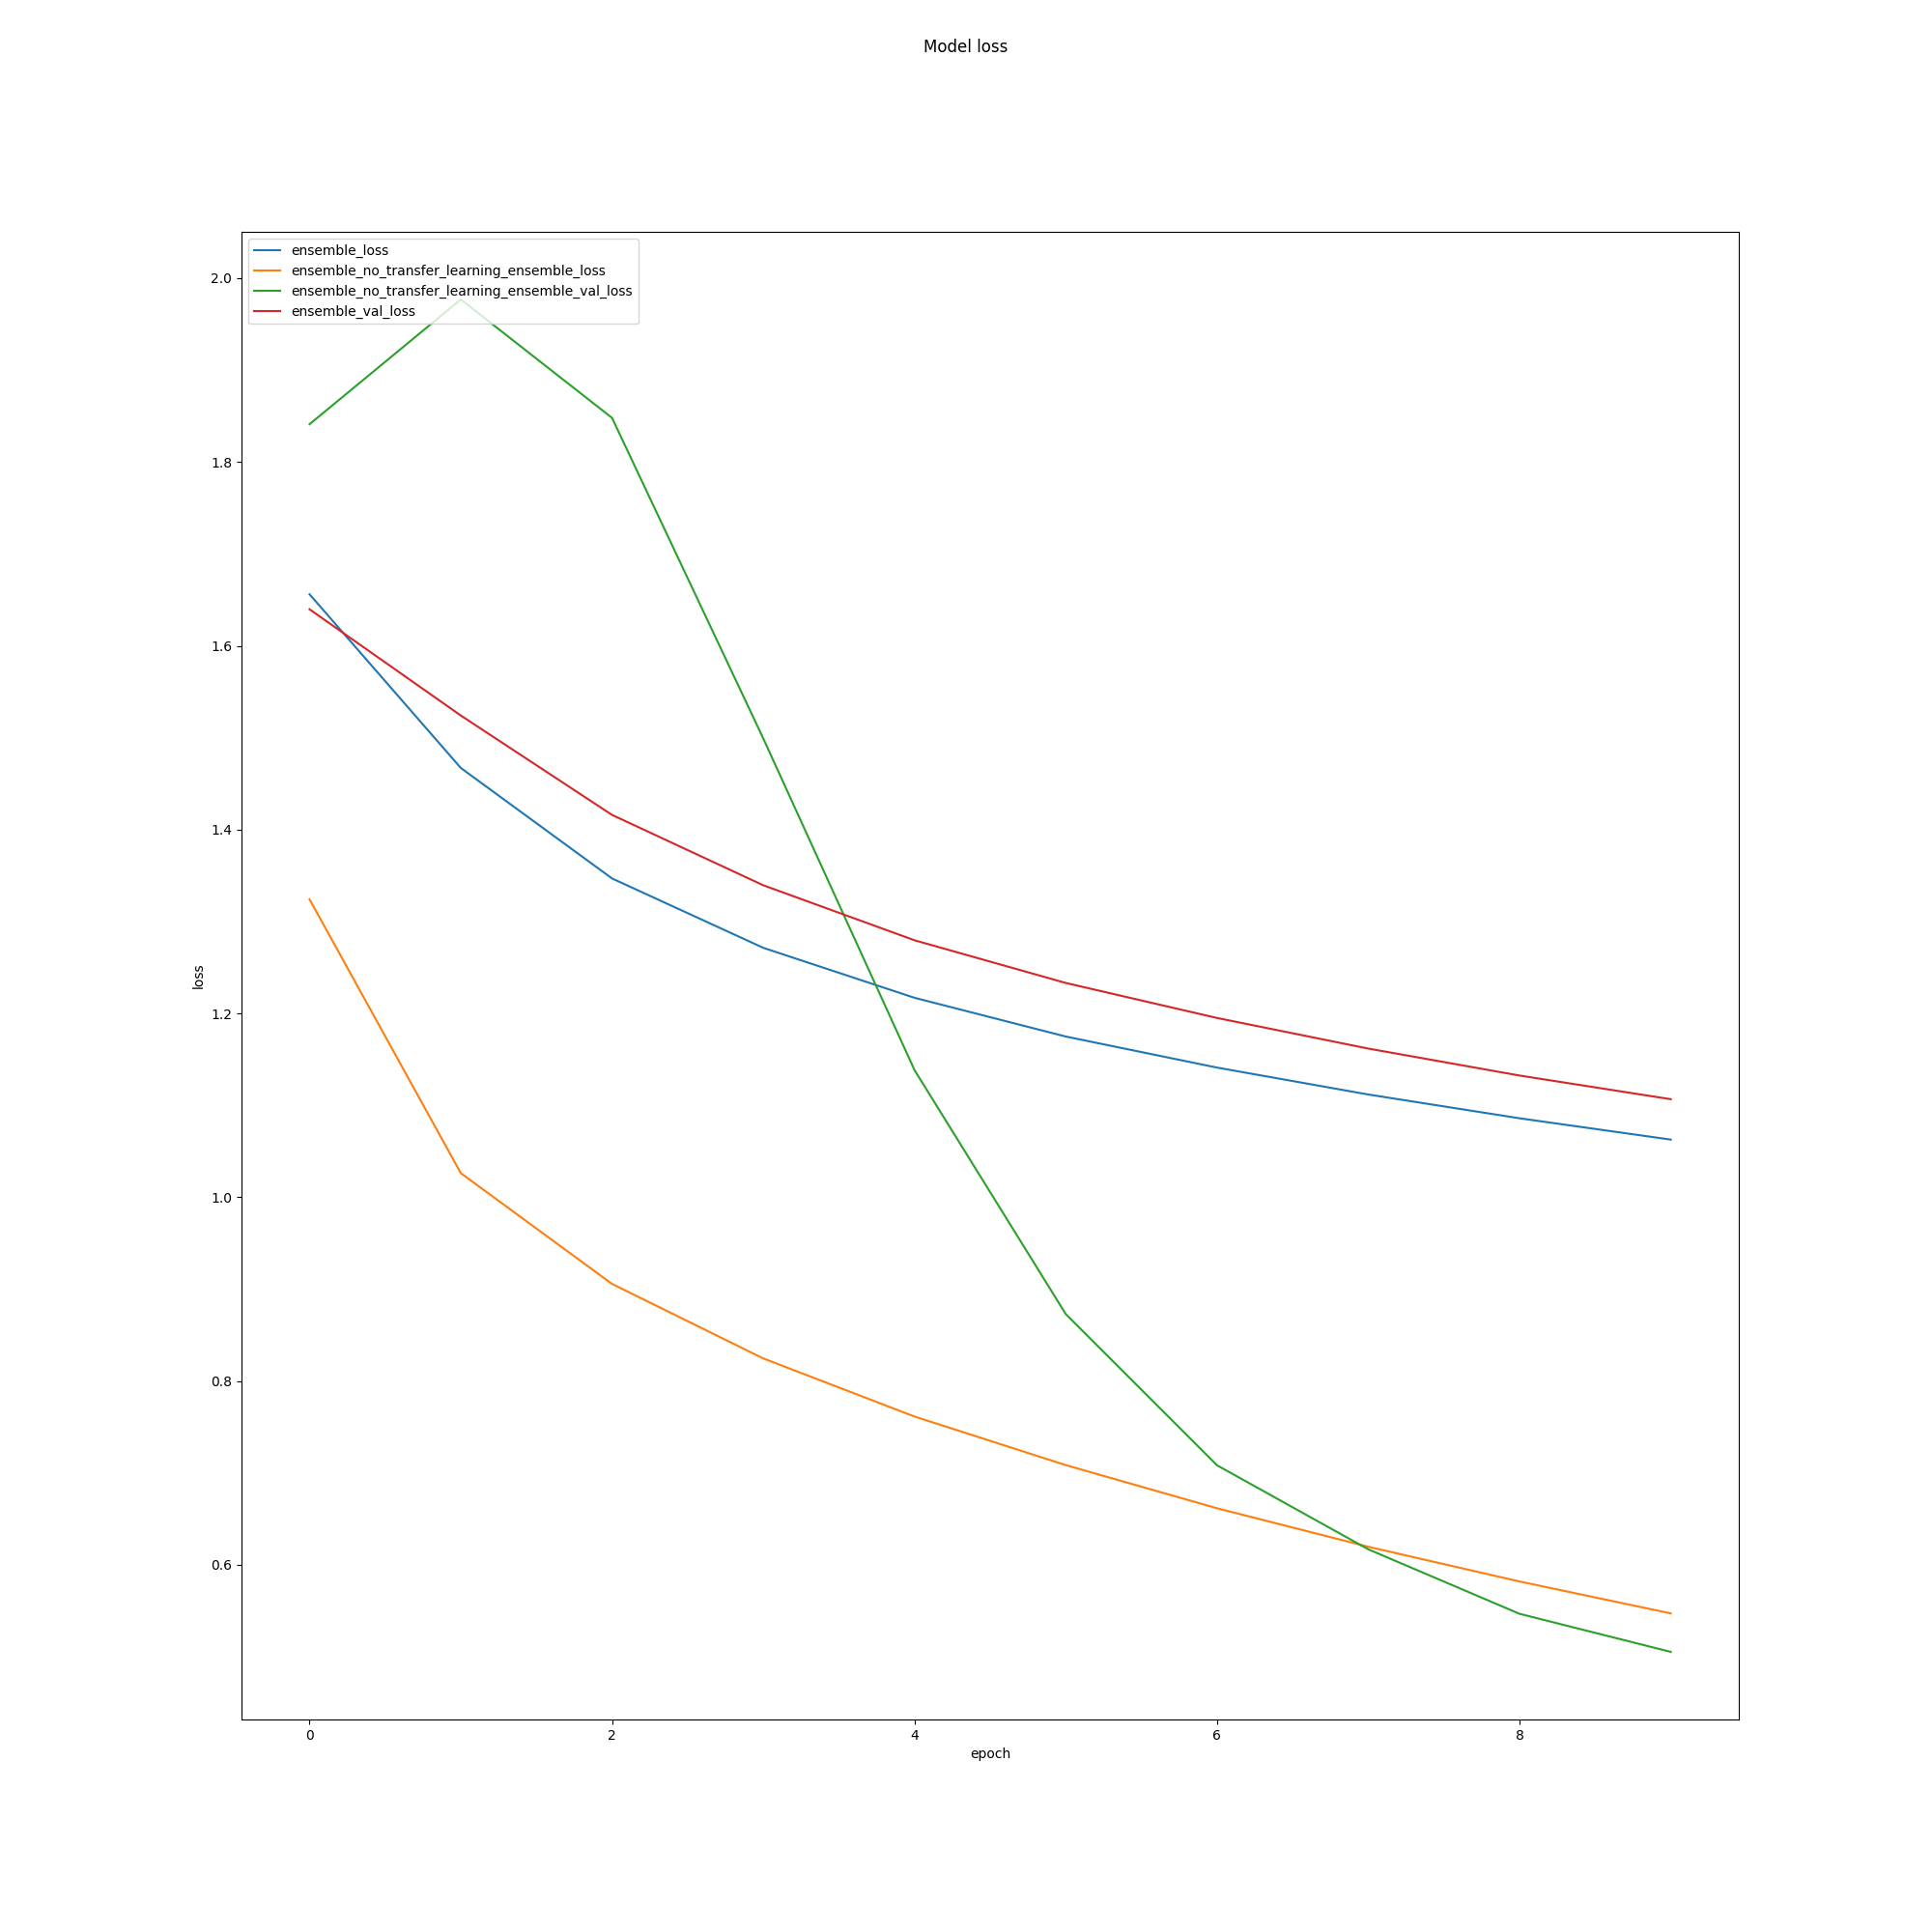 Model loss
ensemble_loss
ensemble_no_transfer_learning_ensemble_loss
ensemble_no_transfer_learning_ensemble_val_loss
ensemble_val_loss
2.0
1.8
1.6
1.4
1.2
1.0
0.8
0.6
loss
0 2 4 6 8
epoch